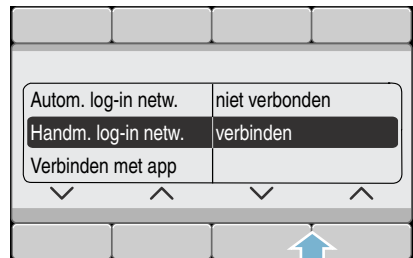 Autom. log-in netw. niet verbonden
Handm. log-in netw. verbinden
Verbinden met app